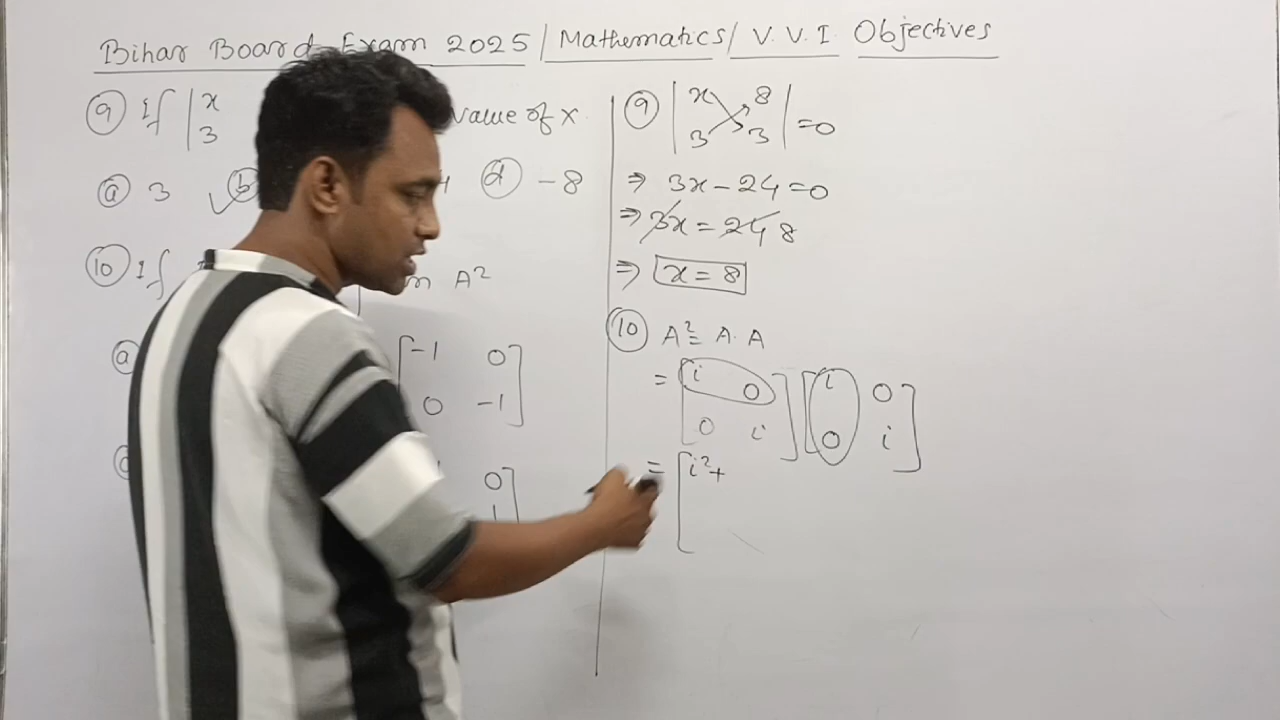 Bihar Board Exam 2025 / Mathematics / V.V.I Objectives
⑨ If | x
3
value of x
ⓐ 3 ✓ⓑ ⓓ -8
⑩ If A²
ⓐ [-1 0]
0 -1
0
⑨ | x 8 |
| 3 3 | =0
⇒ 3x - 24 = 0
⇒ 3x = 24 8
⇒ x = 8
⑩ A² = A.A
= [i 0] [i 0]
[0 i] [0 i]
= [i²+